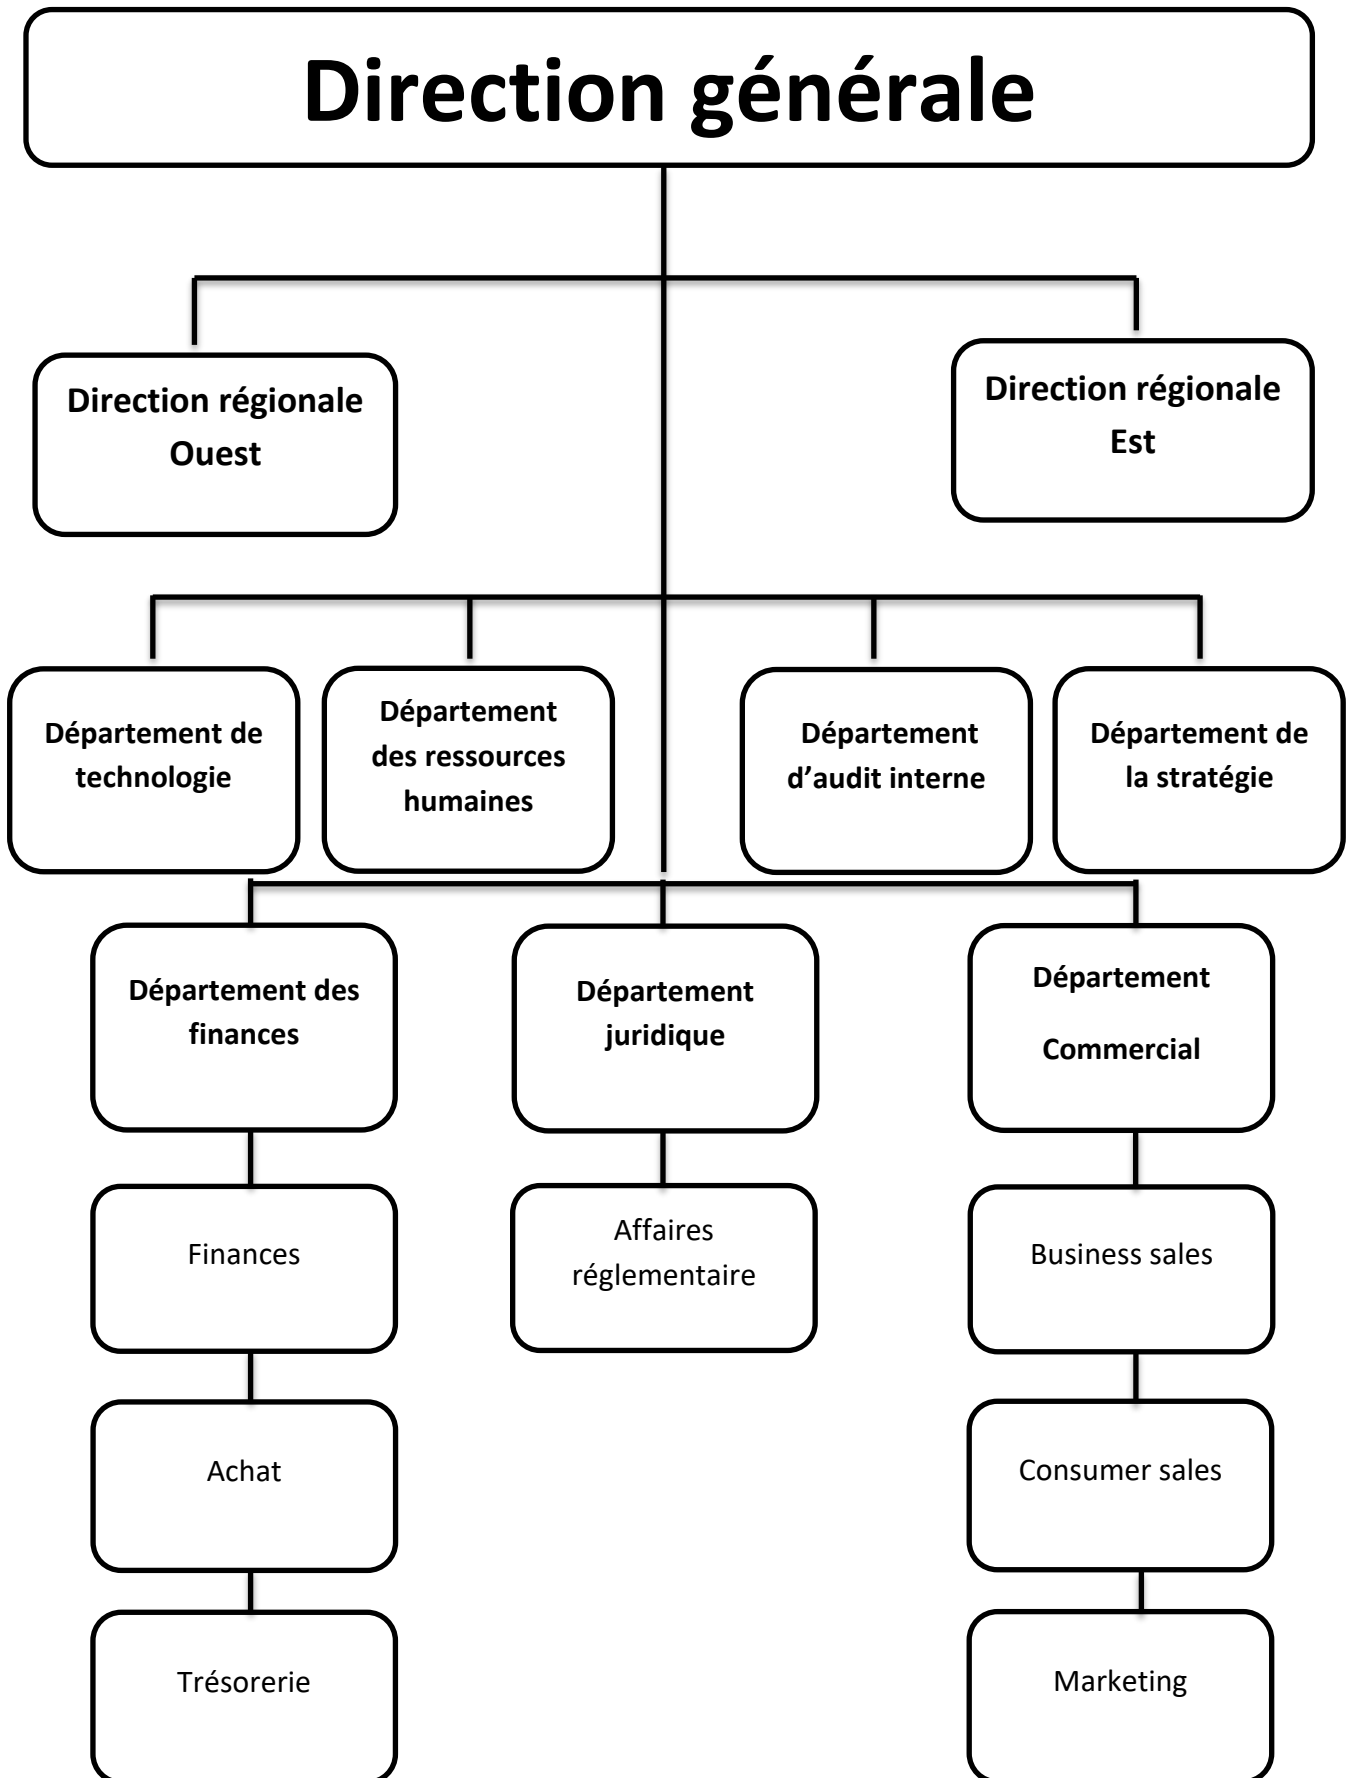 Direction générale
Direction régionale
Ouest
Direction régionale
Est
Département de
technologie
Département
des ressources
humaines
Département
d’audit interne
Département de
la stratégie
Département des
finances
Département
juridique
Département
Commercial
Finances
Affaires
réglementaire
Business sales
Achat
Consumer sales
Trésorerie
Marketing